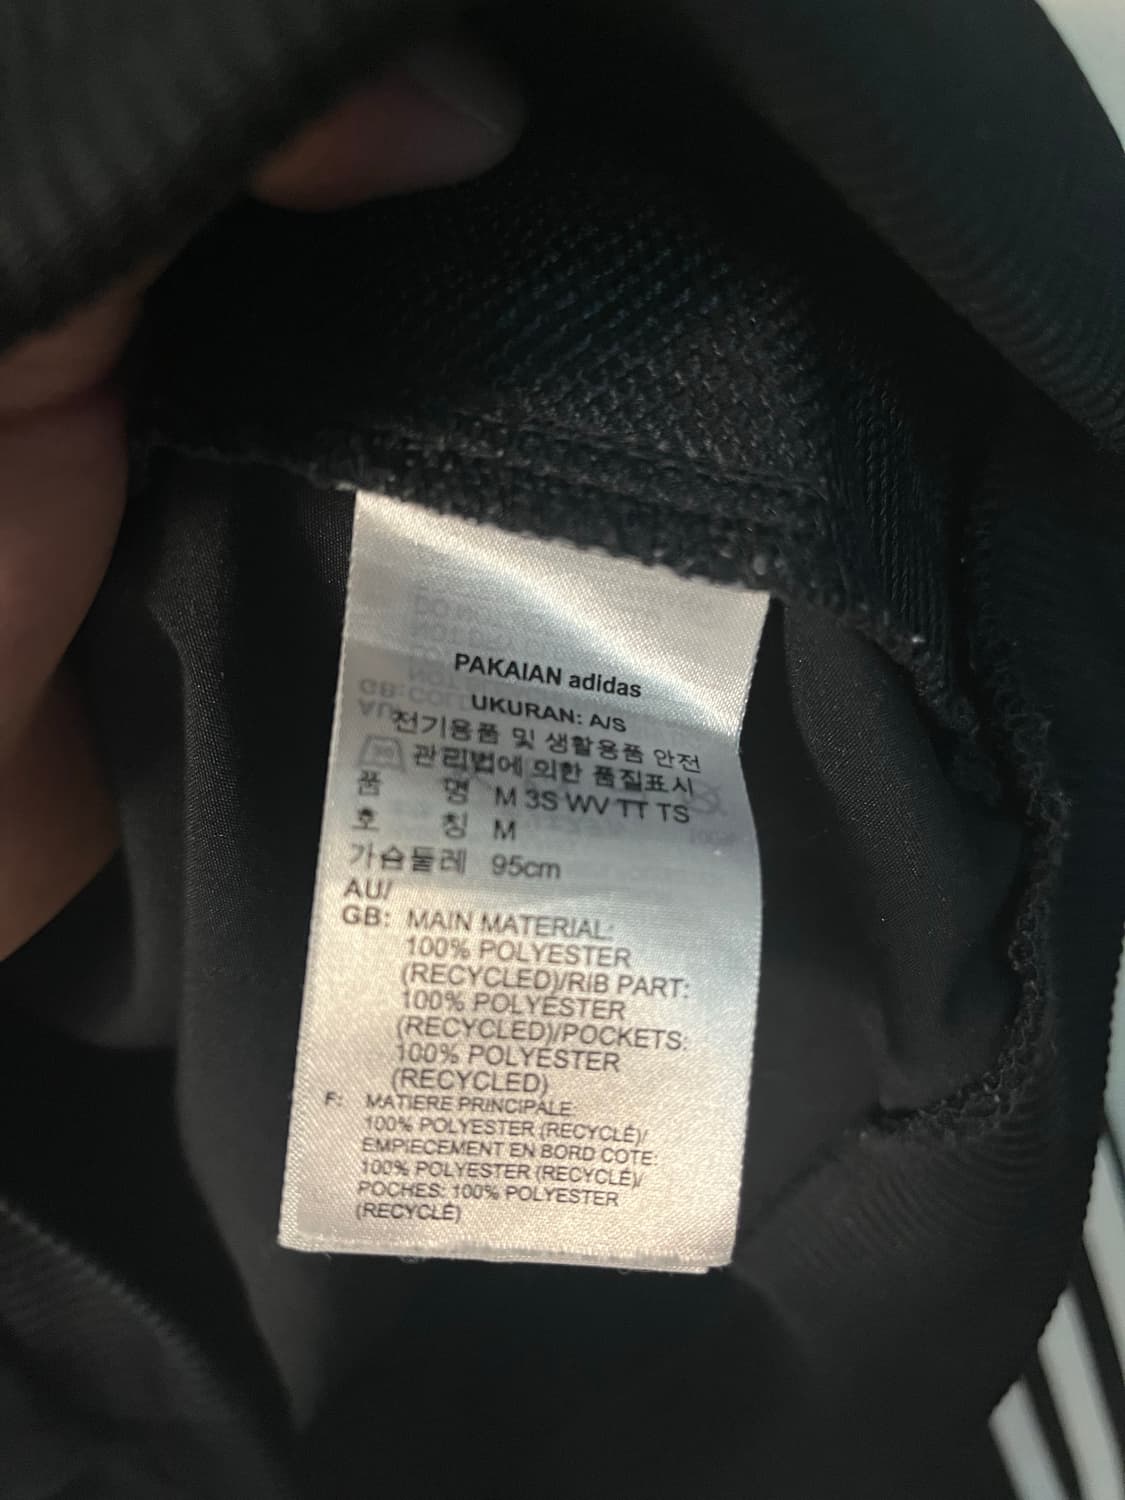 PAKAIAN adidas
UKURAN: A/S
전기용품 및 생활용품 안전
관리법에 의한 품질표시
품 명 M 3S WV TT TS
호 칭 M
가슴둘레 95cm
AU/
GB: MAIN MATERIAL:
100% POLYESTER
(RECYCLED)/RIB PART:
100% POLYESTER
(RECYCLED)/POCKETS:
100% POLYESTER
(RECYCLED)
F: MATIERE PRINCIPALE:
100% POLYESTER (RECYCLÉ)/
EMPIECEMENT EN BORD COTE:
100% POLYESTER (RECYCLÉ)/
POCHES: 100% POLYESTER
(RECYCLÉ)